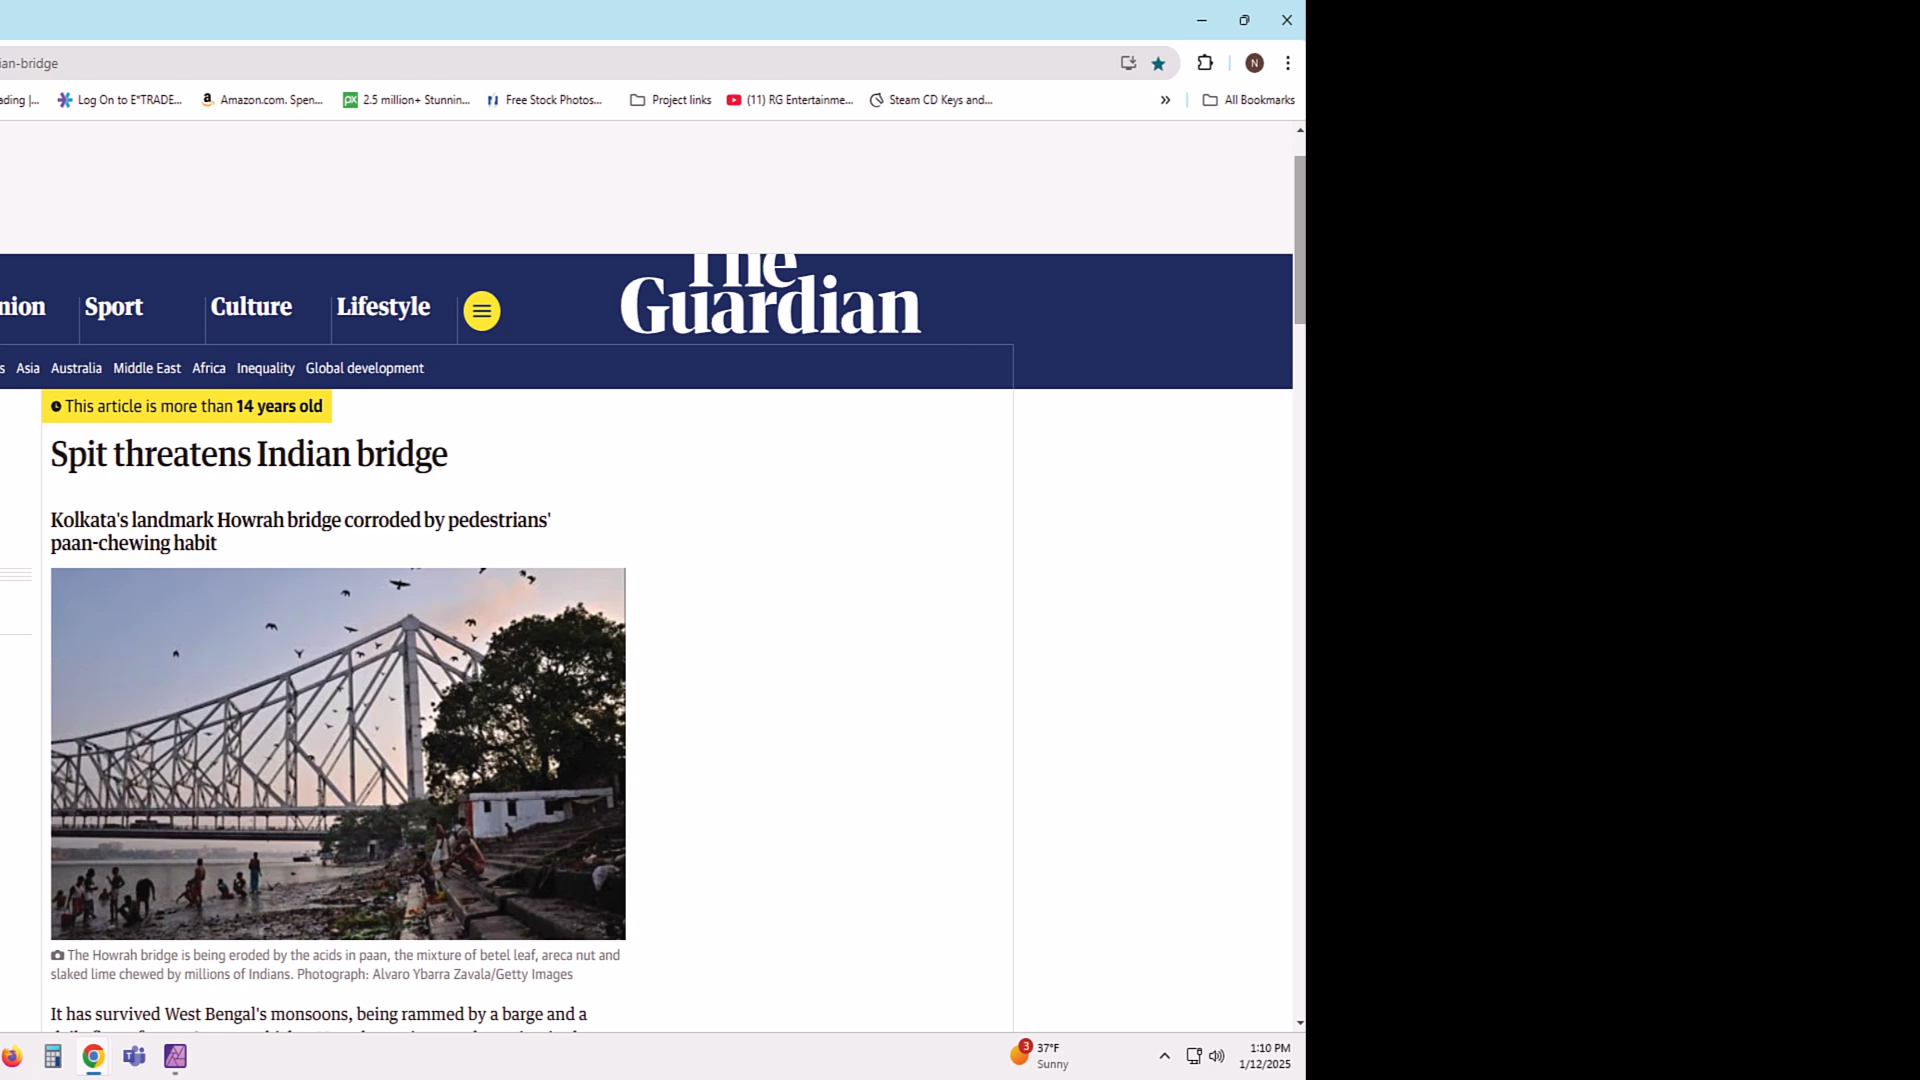 ian-bridge
N
ading |...
Log On to E*TRADE...
Amazon.com. Spen...
2.5 million+ Stunnin...
Free Stock Photos...
Project links
(11) RG Entertainme...
Steam CD Keys and...
»
All Bookmarks
The
Guardian
nion
Sport
Culture
Lifestyle
s Asia Australia Middle East Africa Inequality Global development
This article is more than 14 years old
Spit threatens Indian bridge
Kolkata's landmark Howrah bridge corroded by pedestrians'
paan-chewing habit
The Howrah bridge is being eroded by the acids in paan, the mixture of betel leaf, areca nut and
slaked lime chewed by millions of Indians. Photograph: Alvaro Ybarra Zavala/Getty Images
It has survived West Bengal's monsoons, being rammed by a barge and a
3
37°F
Sunny
1:10 PM
1/12/2025